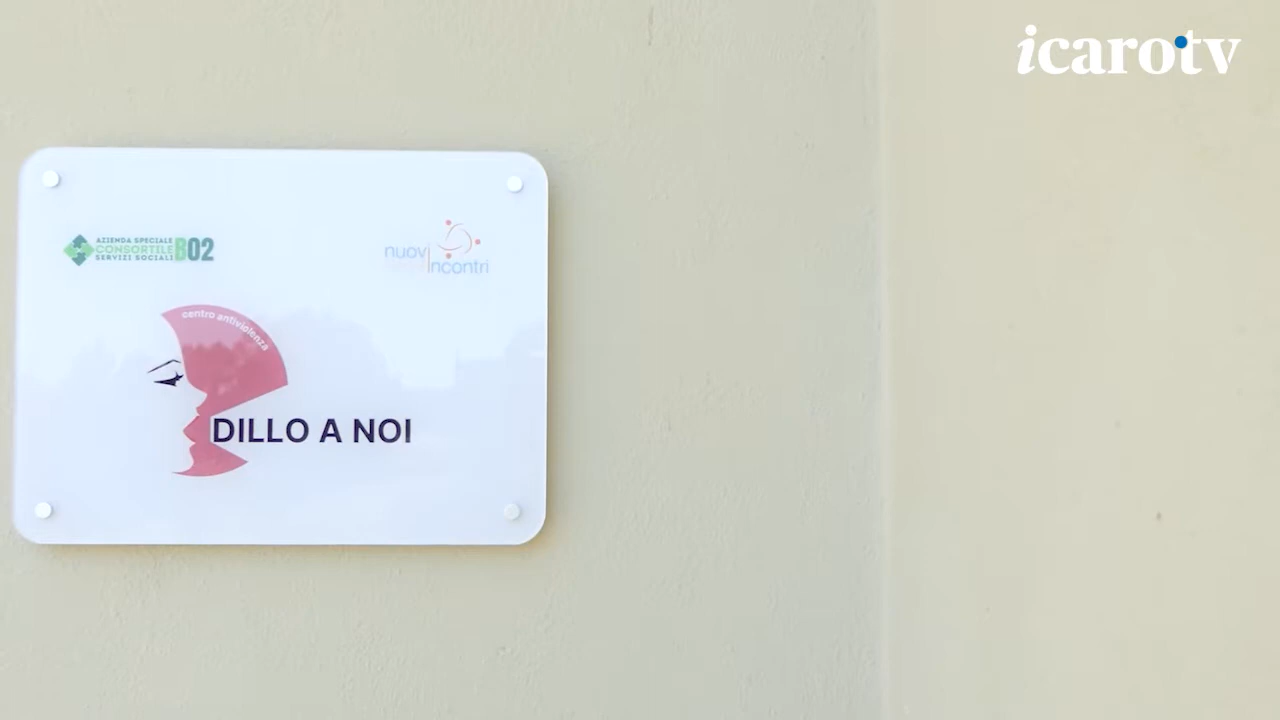 icarotv
AZIENDA SPECIALE
CONSORTILE B02
SERVIZI SOCIALI
nuovi
incontri
centro antiviolenza
DILLO A NOI